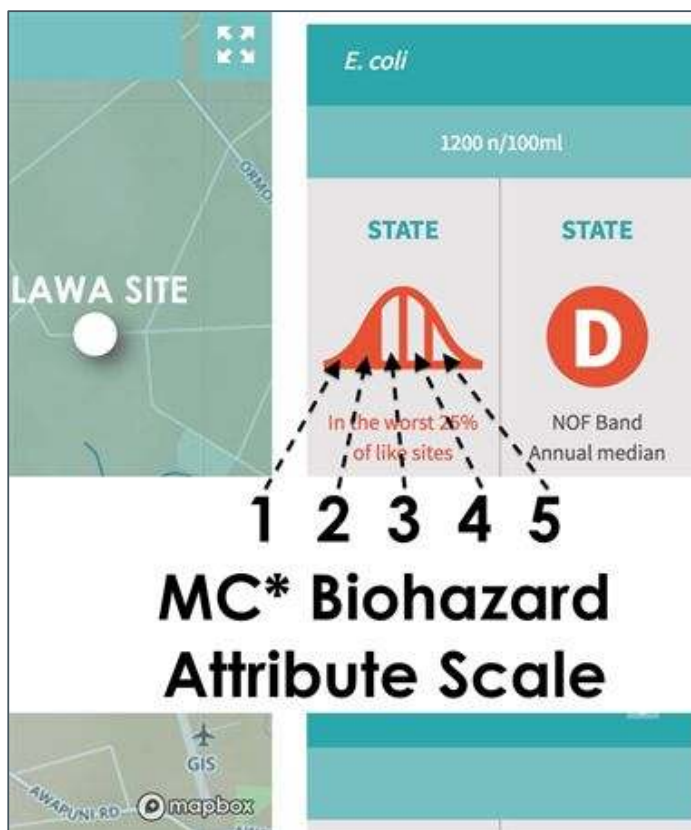 E. coli
1200 n/100ml
ORMO
LAWA SITE
STATE
STATE
D
In the worst 25%
of like sites
NOF Band
Annual median
1 2 3 4 5
MC* Biohazard
Attribute Scale
GIS
AWAPUNI RD
mapbox